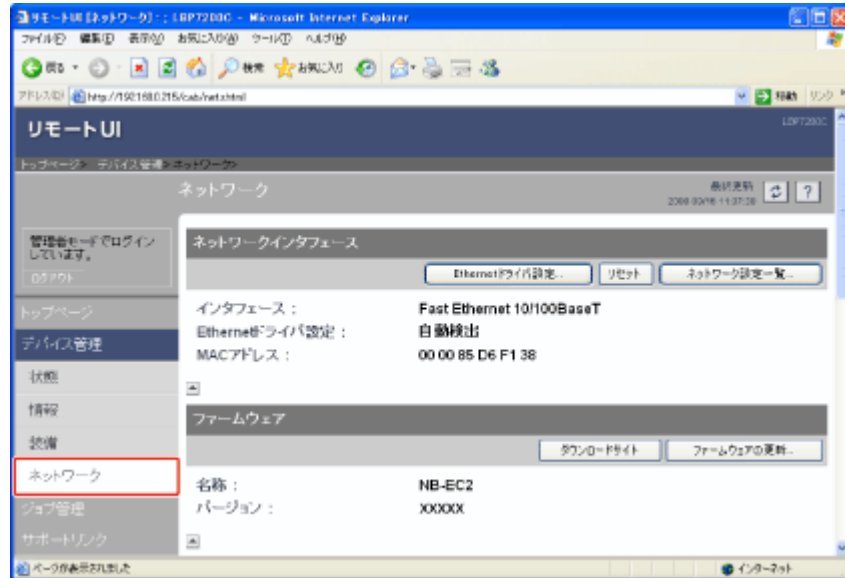 リモートUI [ネットワーク] : : LBP7200C - Microsoft Internet Explorer
ファイル(F) 編集(E) 表示(V) お気に入り(A) ツール(T) ヘルプ(H)
戻る 検索 お気に入り
アドレス(D) http://192.168.0.215/cab/net.shtml 移動 リンク
リモートUI
LBP7200C
トップページ> デバイス管理> ネットワーク>
ネットワーク
最終更新
管理者モードでログイン
しています。
ログアウト
トップページ
デバイス管理
状態
情報
装備
ネットワーク
ジョブ管理
サポートリンク
ネットワークインタフェース
Ethernetドライバ設定... リセット ネットワーク設定一覧...
インタフェース : Fast Ethernet 10/100BaseT
Ethernetドライバ設定 : 自動検出
MACアドレス : 00 00 85 D6 F1 38
ファームウェア
ダウンロードサイト ファームウェアの更新...
名称 : NB-EC2
バージョン : XXXXX
ページが表示されました インターネット